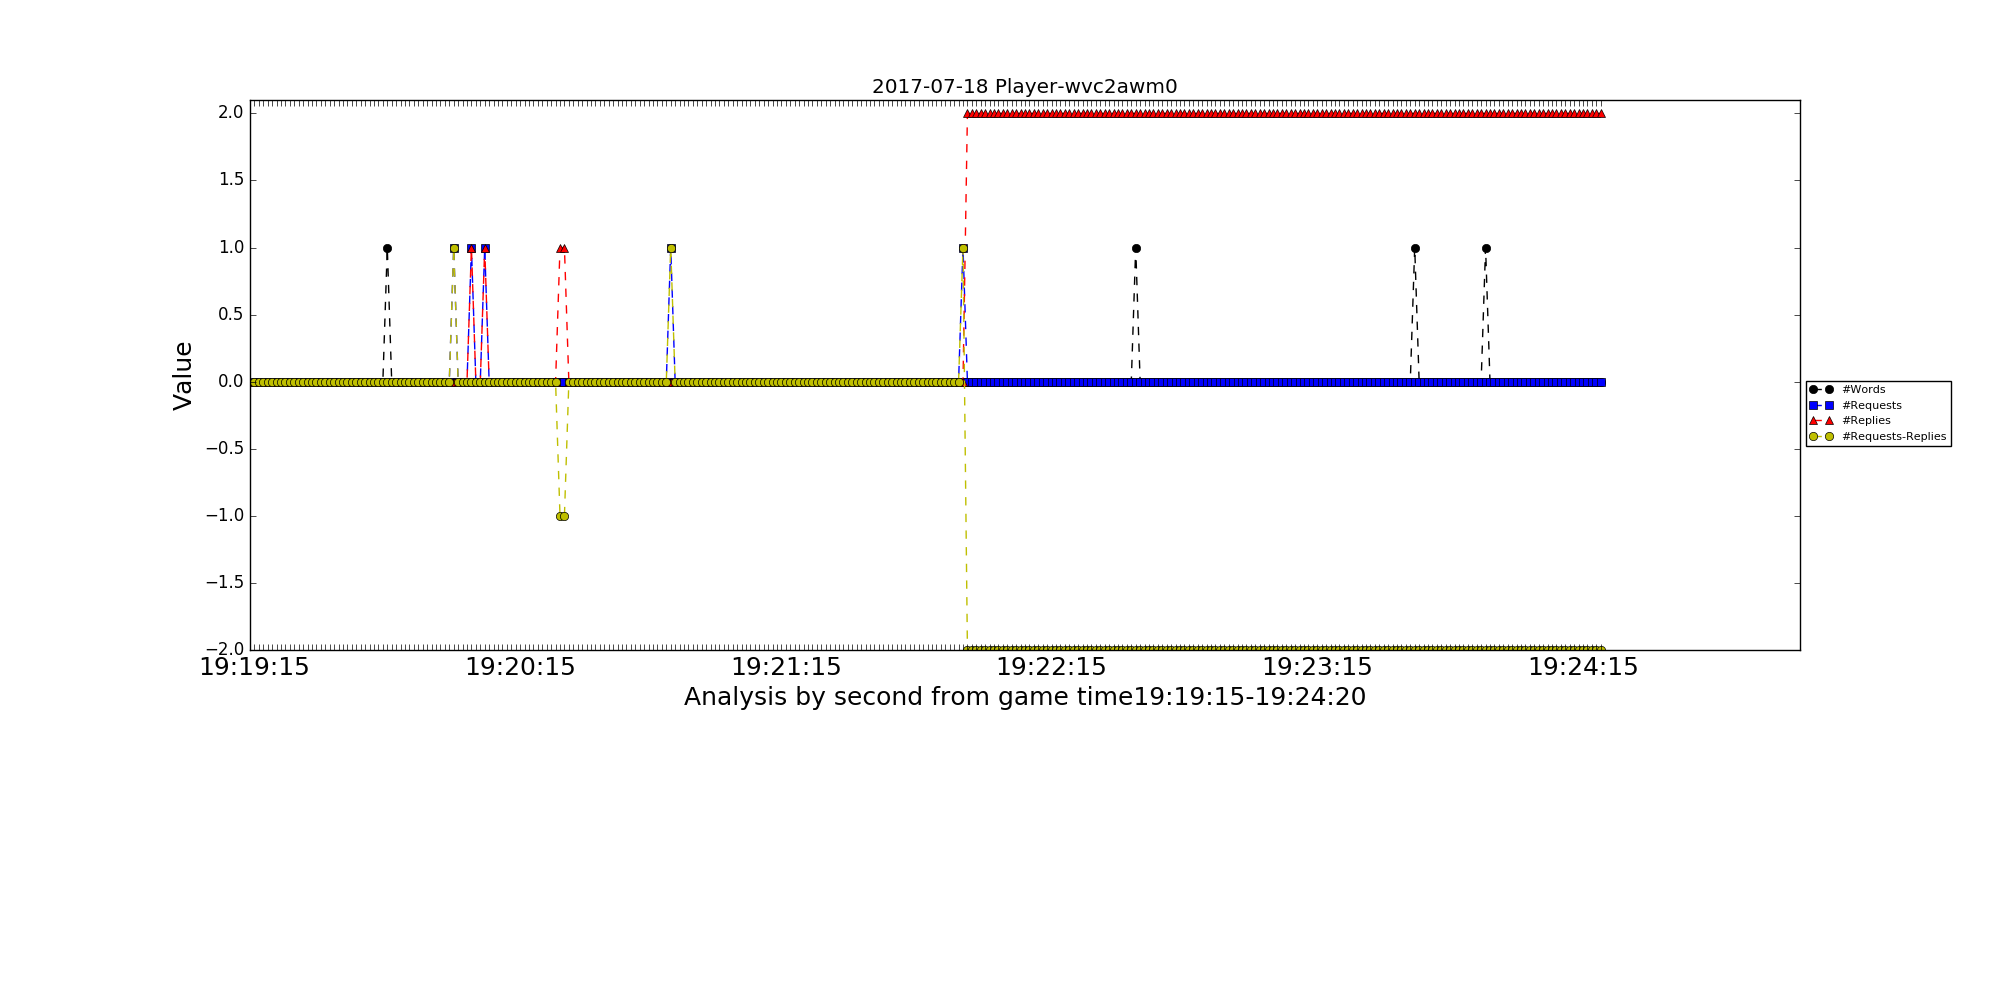 2017-07-18 Player-wvc2awm0
2.0
1.5
1.0
0.5
0.0
−0.5
−1.0
−1.5
−2.0
Value
19:19:15 19:20:15 19:21:15 19:22:15 19:23:15 19:24:15
Analysis by second from game time19:19:15-19:24:20
#Words
#Requests
#Replies
#Requests-Replies